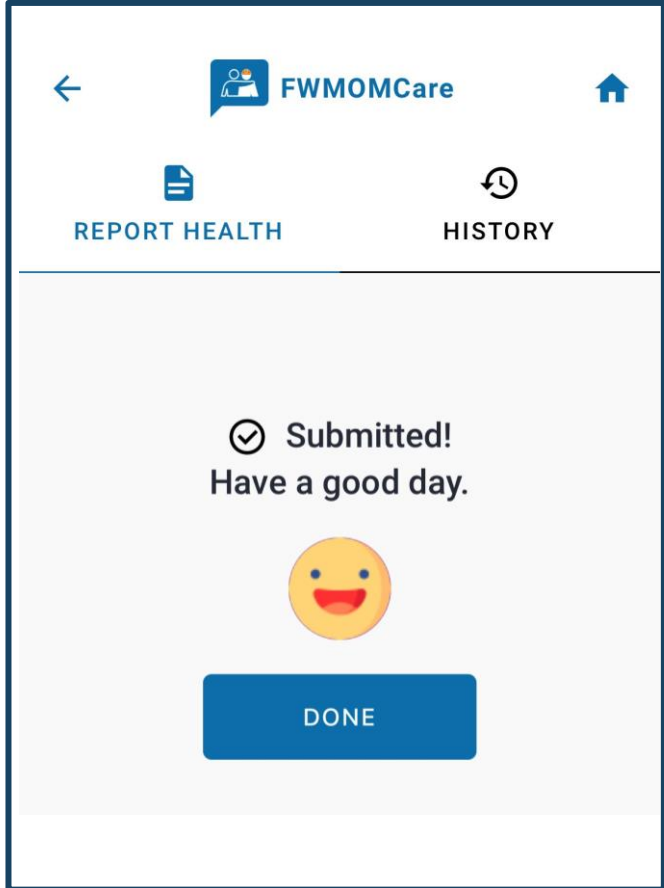 FWMOMCare
REPORT HEALTH
HISTORY
Submitted!
Have a good day.
DONE